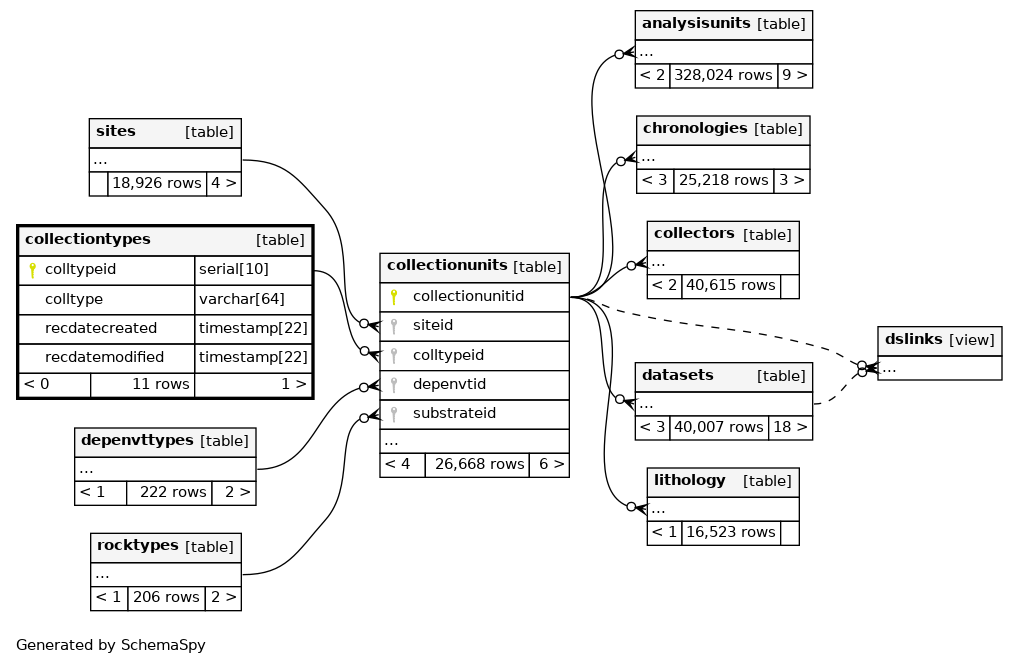 analysisunits [table]
...
< 2 328,024 rows 9 >
sites [table]
...
18,926 rows 4 >
chronologies [table]
...
< 3 25,218 rows 3 >
collectiontypes [table]
colltypeid serial[10]
colltype varchar[64]
recdatecreated timestamp[22]
recdatemodified timestamp[22]
< 0 11 rows 1 >
collectionunits [table]
collectionunitid
siteid
colltypeid
depenvtid
substrateid
...
< 4 26,668 rows 6 >
collectors [table]
...
< 2 40,615 rows
dslinks [view]
...
datasets [table]
...
< 3 40,007 rows 18 >
depenvttypes [table]
...
< 1 222 rows 2 >
lithology [table]
...
< 1 16,523 rows
rocktypes [table]
...
< 1 206 rows 2 >
Generated by SchemaSpy